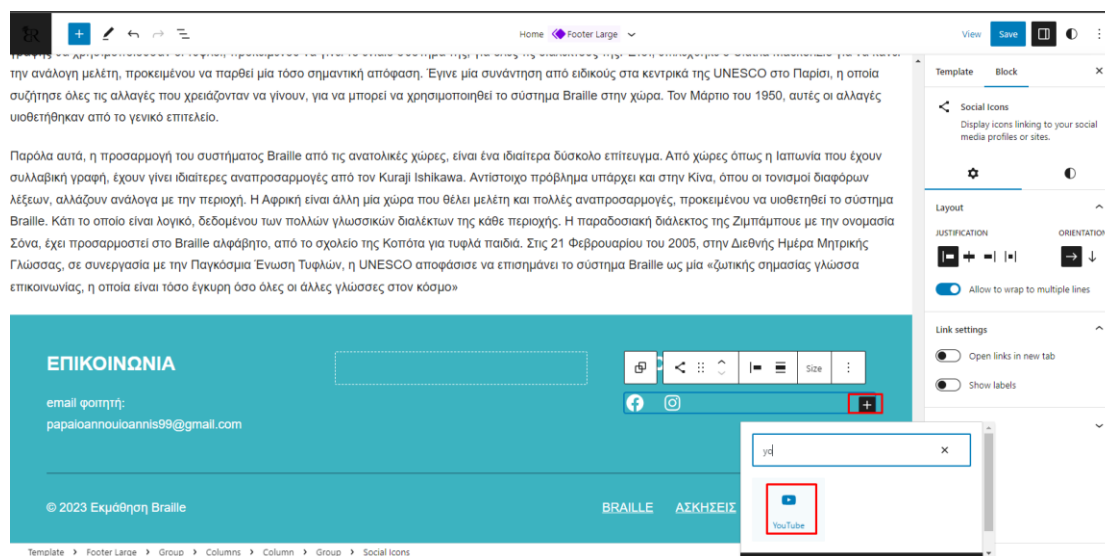 Home Footer Large
View Save
την ανάλογη μελέτη, προκειμένου να παρθεί μία τόσο σημαντική απόφαση. Έγινε μία συνάντηση από ειδικούς στα κεντρικά της UNESCO στο Παρίσι, η οποία
συζήτησε όλες τις αλλαγές που χρειάζονταν να γίνουν, για να μπορεί να χρησιμοποιηθεί το σύστημα Braille στην χώρα. Τον Μάρτιο του 1950, αυτές οι αλλαγές
υιοθετήθηκαν από το γενικό επιτελείο.
Παρόλα αυτά, η προσαρμογή του συστήματος Braille από τις ανατολικές χώρες, είναι ένα ιδιαίτερα δύσκολο επίτευγμα. Από χώρες όπως η Ιαπωνία που έχουν
συλλαβική γραφή, έχουν γίνει ιδιαίτερες αναπροσαρμογές από τον Kuraji Ishikawa. Αντίστοιχο πρόβλημα υπάρχει και στην Κίνα, όπου οι τονισμοί διαφόρων
λέξεων, αλλάζουν ανάλογα με την περιοχή. Η Αφρική είναι άλλη μία χώρα που θέλει μελέτη και πολλές αναπροσαρμογές, προκειμένου να υιοθετηθεί το σύστημα
Braille. Κάτι το οποίο είναι λογικό, δεδομένου των πολλών γλωσσικών διαλέκτων της κάθε περιοχής. Η παραδοσιακή διάλεκτος της Ζιμπάμπουε με την ονομασία
Σόνα, έχει προσαρμοστεί στο Braille αλφάβητο, από το σχολείο της Κοπότα για τυφλά παιδιά. Στις 21 Φεβρουαρίου του 2005, στην Διεθνής Ημέρα Μητρικής
Γλώσσας, σε συνεργασία με την Παγκόσμια Ένωση Τυφλών, η UNESCO αποφάσισε να επισημάνει το σύστημα Braille ως μία «ζωτικής σημασίας γλώσσα
επικοινωνίας, η οποία είναι τόσο έγκυρη όσο όλες οι άλλες γλώσσες στον κόσμο»
ΕΠΙΚΟΙΝΩΝΙΑ
email φοιτητή:
papaioannouioannis99@gmail.com
Size
yo
YouTube
© 2023 Εκμάθηση Braille
BRAILLE ΑΣΚΗΣΕΙΣ
Template > Footer Large > Group > Columns > Column > Group > Social Icons
Template Block
Social Icons
Display icons linking to your social
media profiles or sites.
Layout
JUSTIFICATION ORIENTATION
Allow to wrap to multiple lines
Link settings
Open links in new tab
Show labels